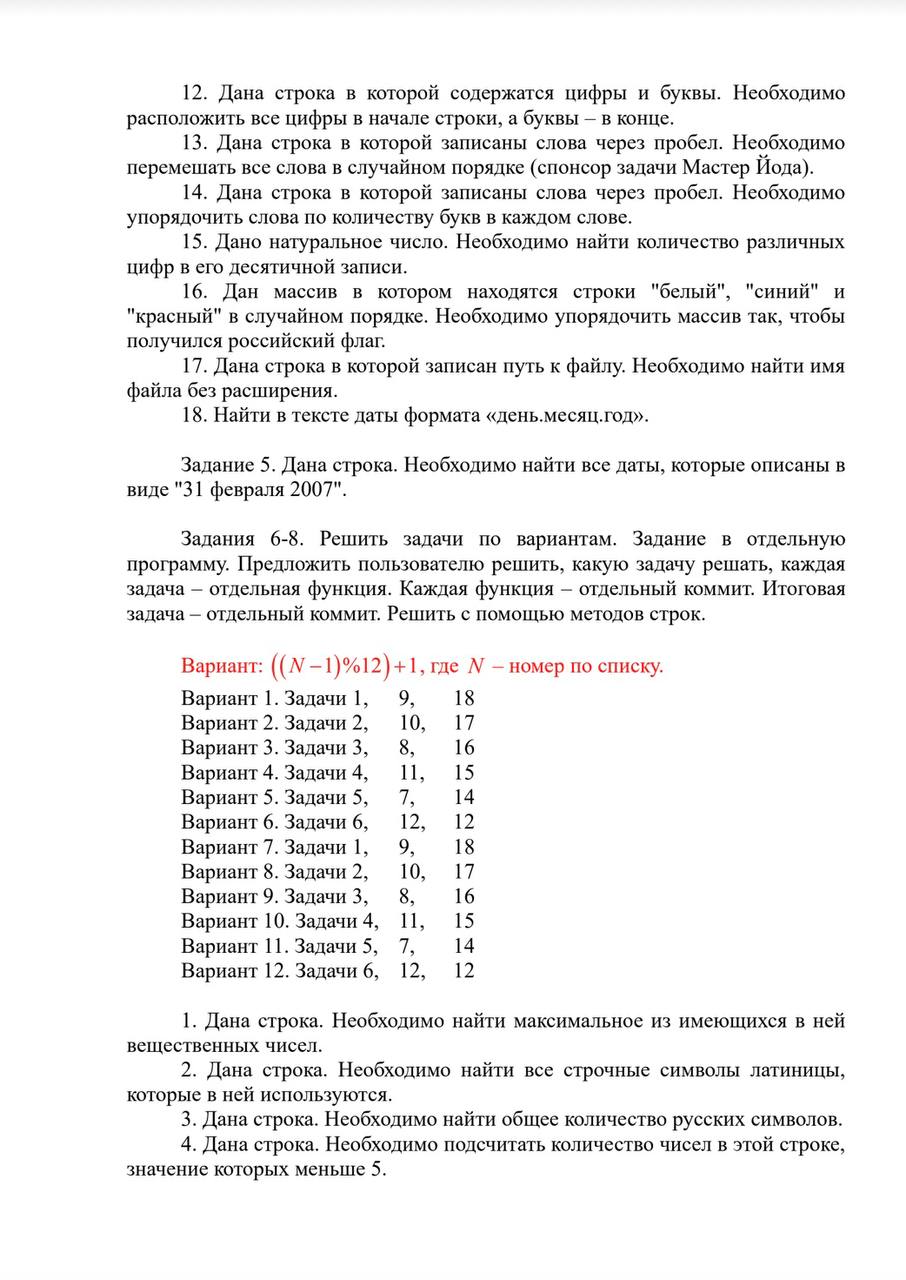 12. Дана строка в которой содержатся цифры и буквы. Необходимо
расположить все цифры в начале строки, а буквы – в конце.
13. Дана строка в которой записаны слова через пробел. Необходимо
перемешать все слова в случайном порядке (спонсор задачи Мастер Йода).
14. Дана строка в которой записаны слова через пробел. Необходимо
упорядочить слова по количеству букв в каждом слове.
15. Дано натуральное число. Необходимо найти количество различных
цифр в его десятичной записи.
16. Дан массив в котором находятся строки "белый", "синий" и
"красный" в случайном порядке. Необходимо упорядочить массив так, чтобы
получился российский флаг.
17. Дана строка в которой записан путь к файлу. Необходимо найти имя
файла без расширения.
18. Найти в тексте даты формата «день.месяц.год».
Задание 5. Дана строка. Необходимо найти все даты, которые описаны в
виде "31 февраля 2007".
Задания 6-8. Решить задачи по вариантам. Задание в отдельную
программу. Предложить пользователю решить, какую задачу решать, каждая
задача – отдельная функция. Каждая функция – отдельный коммит. Итоговая
задача – отдельный коммит. Решить с помощью методов строк.
Вариант: ((N −1)%12)+1, где N – номер по списку.
Вариант 1. Задачи 1, 9, 18
Вариант 2. Задачи 2, 10, 17
Вариант 3. Задачи 3, 8, 16
Вариант 4. Задачи 4, 11, 15
Вариант 5. Задачи 5, 7, 14
Вариант 6. Задачи 6, 12, 12
Вариант 7. Задачи 1, 9, 18
Вариант 8. Задачи 2, 10, 17
Вариант 9. Задачи 3, 8, 16
Вариант 10. Задачи 4, 11, 15
Вариант 11. Задачи 5, 7, 14
Вариант 12. Задачи 6, 12, 12
1. Дана строка. Необходимо найти максимальное из имеющихся в ней
вещественных чисел.
2. Дана строка. Необходимо найти все строчные символы латиницы,
которые в ней используются.
3. Дана строка. Необходимо найти общее количество русских символов.
4. Дана строка. Необходимо подсчитать количество чисел в этой строке,
значение которых меньше 5.